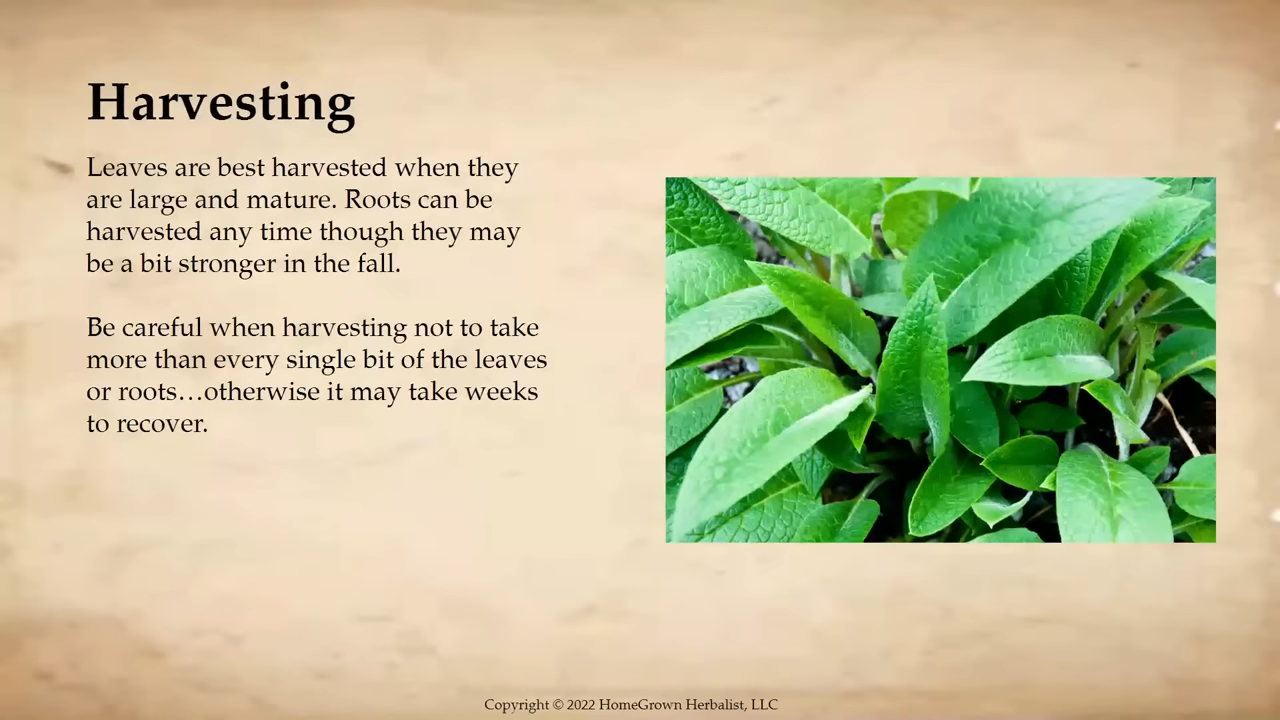 Harvesting
Leaves are best harvested when they
are large and mature. Roots can be
harvested any time though they may
be a bit stronger in the fall.
Be careful when harvesting not to take
more than every single bit of the leaves
or roots…otherwise it may take weeks
to recover.
Copyright © 2022 HomeGrown Herbalist, LLC